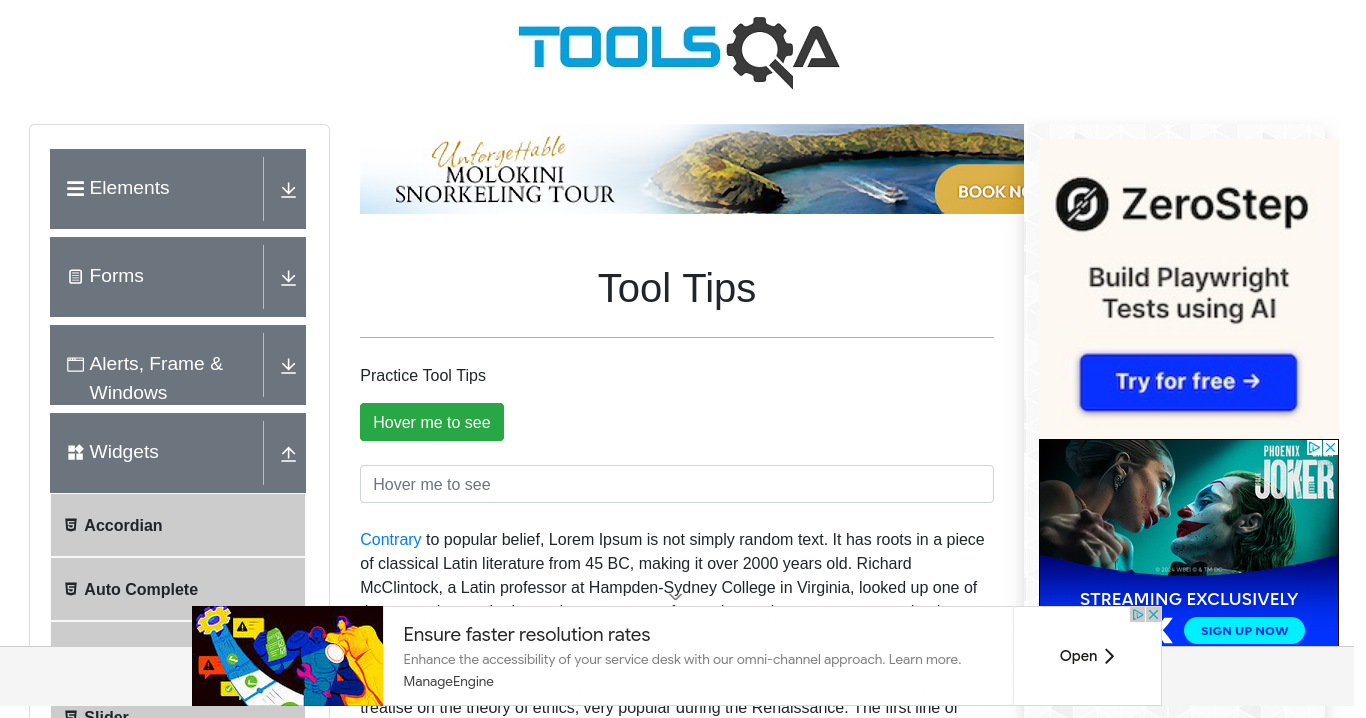 TOOLSQA
Elements
Forms
Alerts, Frame &
Windows
Widgets
Accordian
Auto Complete
Slider
Unforgettable
MOLOKINI
SNORKELING TOUR
BOOK
Tool Tips
Practice Tool Tips
Hover me to see
Hover me to see
Contrary to popular belief, Lorem Ipsum is not simply random text. It has roots in a piece
of classical Latin literature from 45 BC, making it over 2000 years old. Richard
McClintock, a Latin professor at Hampden-Sydney College in Virginia, looked up one of
treatise on the theory of ethics, very popular during the Renaissance. The first line of
ZeroStep
Build Playwright
Tests using AI
Try for free →
PHOENIX
JOKER
© 2024 WBEI © & TM DC
STREAMING EXCLUSIVELY
SIGN UP NOW
Ensure faster resolution rates
Enhance the accessibility of your service desk with our omni-channel approach. Learn more.
ManageEngine
Open